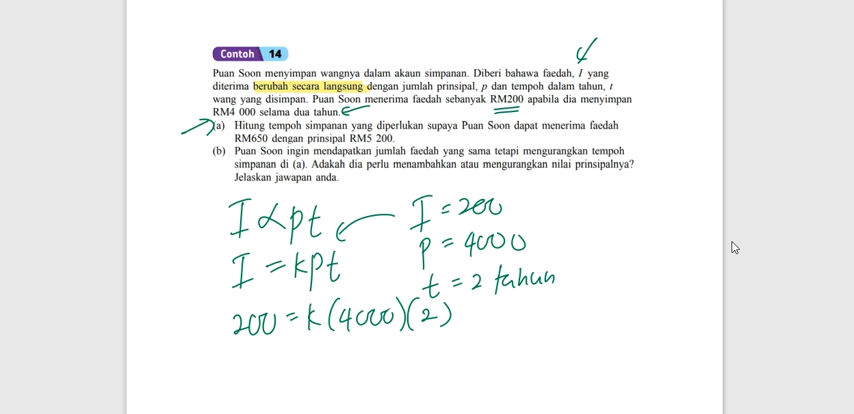 Contoh 14
Puan Soon menyimpan wangnya dalam akaun simpanan. Diberi bahawa faedah, I yang
diterima berubah secara langsung dengan jumlah prinsipal, p dan tempoh dalam tahun, t
wang yang disimpan. Puan Soon menerima faedah sebanyak RM200 apabila dia menyimpan
RM4 000 selama dua tahun.
(a) Hitung tempoh simpanan yang diperlukan supaya Puan Soon dapat menerima faedah
RM650 dengan prinsipal RM5 200.
(b) Puan Soon ingin mendapatkan jumlah faedah yang sama tetapi mengurangkan tempoh
simpanan di (a). Adakah dia perlu menambahkan atau mengurangkan nilai prinsipalnya?
Jelaskan jawapan anda.
I ∝ pt
I = kpt
200 = k(4000)(2)
I = 200
p = 4000
t = 2 tahun